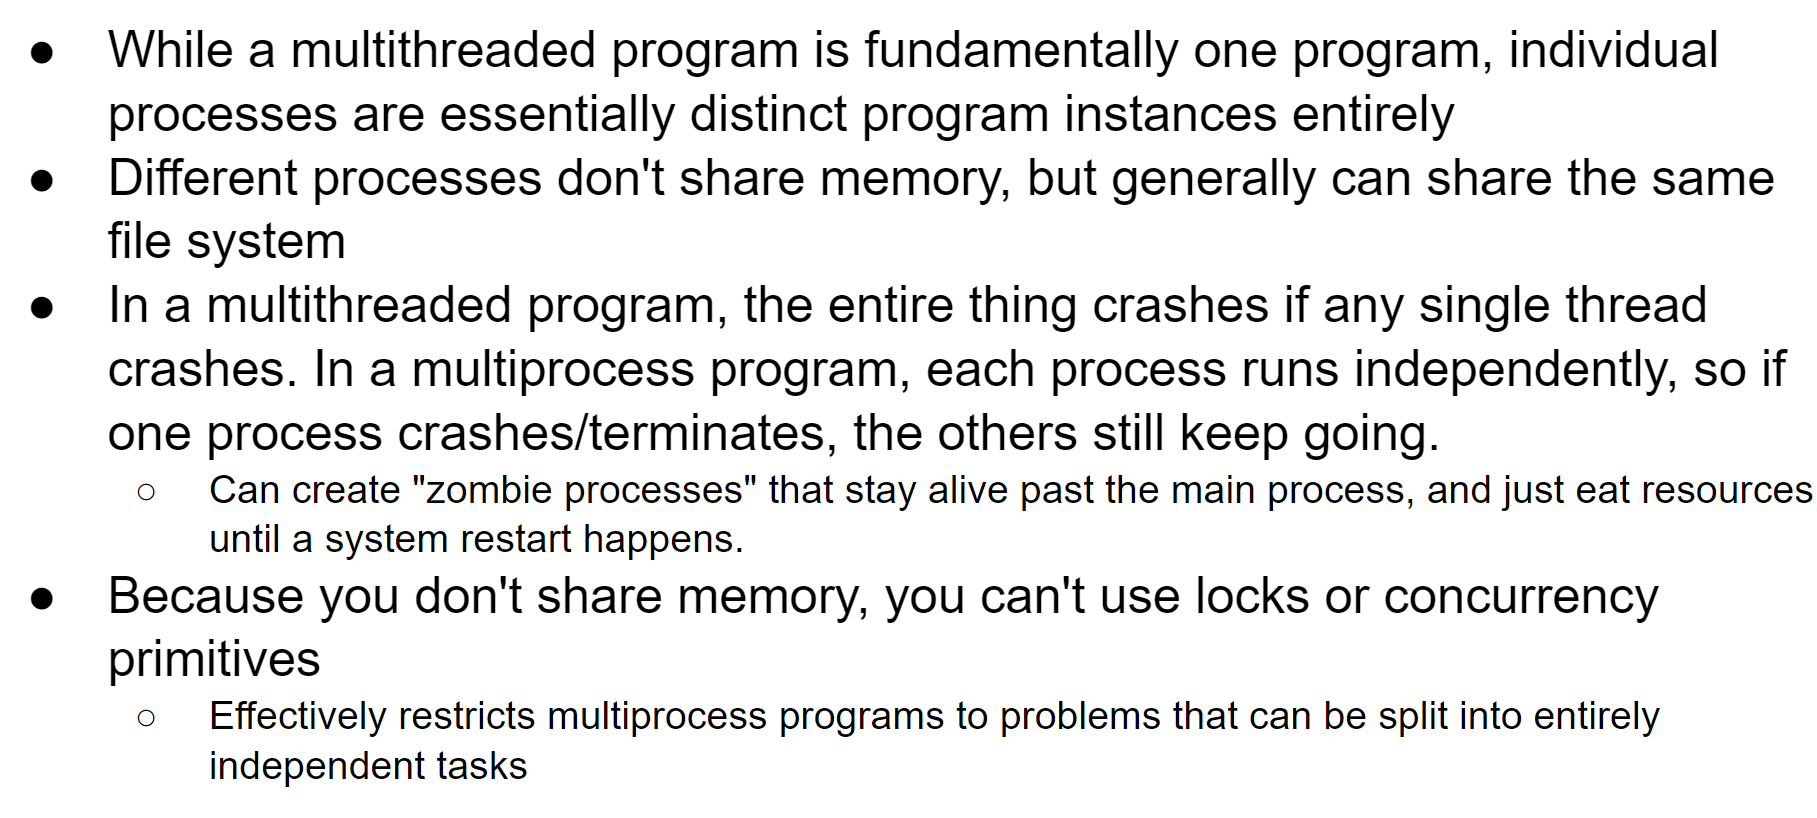 ● While a multithreaded program is fundamentally one program, individual
processes are essentially distinct program instances entirely
● Different processes don't share memory, but generally can share the same
file system
● In a multithreaded program, the entire thing crashes if any single thread
crashes. In a multiprocess program, each process runs independently, so if
one process crashes/terminates, the others still keep going.
○ Can create "zombie processes" that stay alive past the main process, and just eat resources
until a system restart happens.
● Because you don't share memory, you can't use locks or concurrency
primitives
○ Effectively restricts multiprocess programs to problems that can be split into entirely
independent tasks